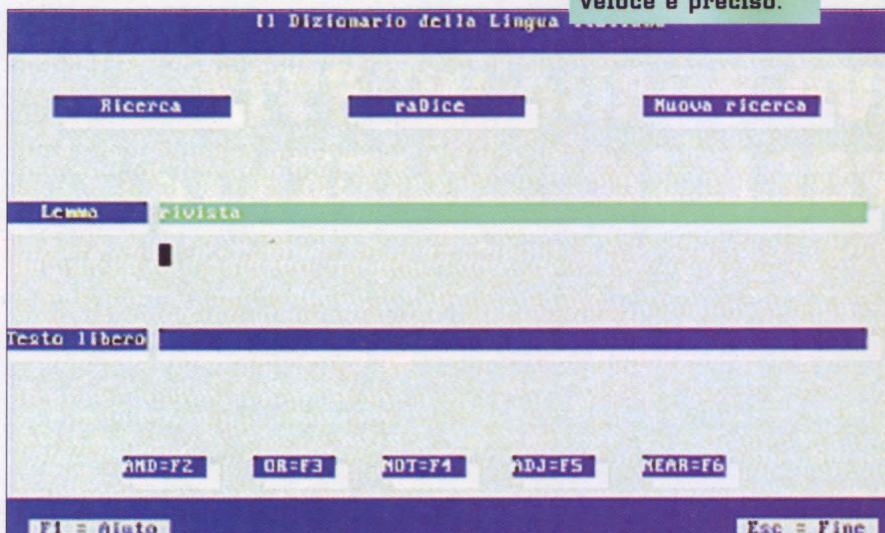 veloce e preciso.
Il Dizionario della Lingua
Ricerca raDice Nuova ricerca
Lemma rivista
Testo libero
AND=F2 OR=F3 NOT=F4 ADJ=F5 NEAR=F6
F1 = Aiuto Esc = Fine